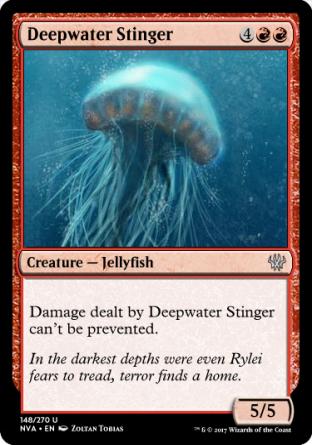 Deepwater Stinger 4
Creature — Jellyfish
Damage dealt by Deepwater Stinger
can't be prevented.
In the darkest depths were even Rylei
fears to tread, terror finds a home.
5/5
148/270 U
NVA • EN Zoltan Tobias
™ & © 2017 Wizards of the Coast